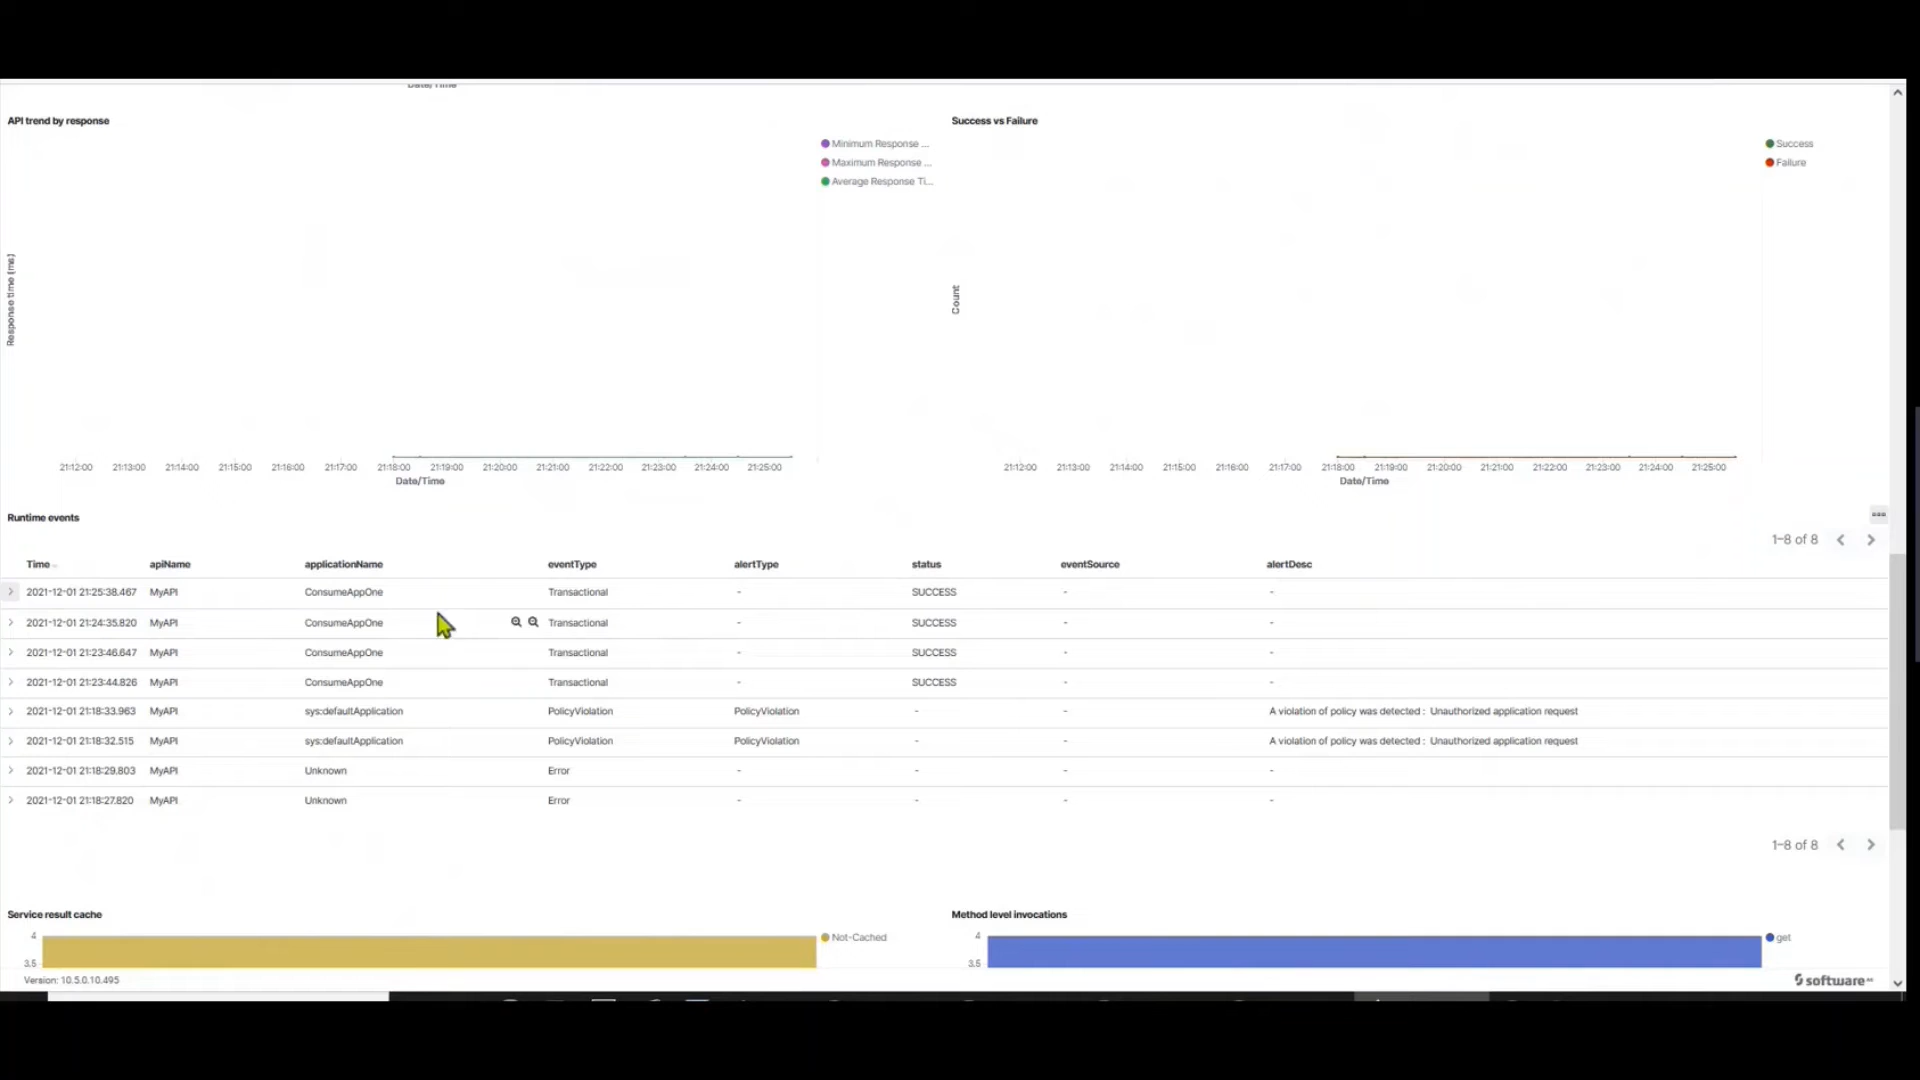 Date/Time
API trend by response
Minimum Response ...
Maximum Response ...
Average Response Ti...
Response time (ms)
21:12:00 21:13:00 21:14:00 21:15:00 21:16:00 21:17:00 21:18:00 21:19:00 21:20:00 21:21:00 21:22:00 21:23:00 21:24:00 21:25:00
Date/Time
Success vs Failure
Success
Failure
Count
21:12:00 21:13:00 21:14:00 21:15:00 21:16:00 21:17:00 21:18:00 21:19:00 21:20:00 21:21:00 21:22:00 21:23:00 21:24:00 21:25:00
Date/Time
Runtime events
1–8 of 8
Time apiName applicationName eventType alertType status eventSource alertDesc
2021-12-01 21:25:38.467 MyAPI ConsumeAppOne Transactional - SUCCESS - -
2021-12-01 21:24:35.820 MyAPI ConsumeAppOne Transactional - SUCCESS - -
2021-12-01 21:23:46.647 MyAPI ConsumeAppOne Transactional - SUCCESS - -
2021-12-01 21:23:44.826 MyAPI ConsumeAppOne Transactional - SUCCESS - -
2021-12-01 21:18:33.963 MyAPI sys:defaultApplication PolicyViolation PolicyViolation - - A violation of policy was detected : Unauthorized application request
2021-12-01 21:18:32.515 MyAPI sys:defaultApplication PolicyViolation PolicyViolation - - A violation of policy was detected : Unauthorized application request
2021-12-01 21:18:29.803 MyAPI Unknown Error - - - -
2021-12-01 21:18:27.820 MyAPI Unknown Error - - - -
1–8 of 8
Service result cache
4
3.5
Not-Cached
Method level invocations
4
3.5
get
Version: 10.5.0.10.495
software AG